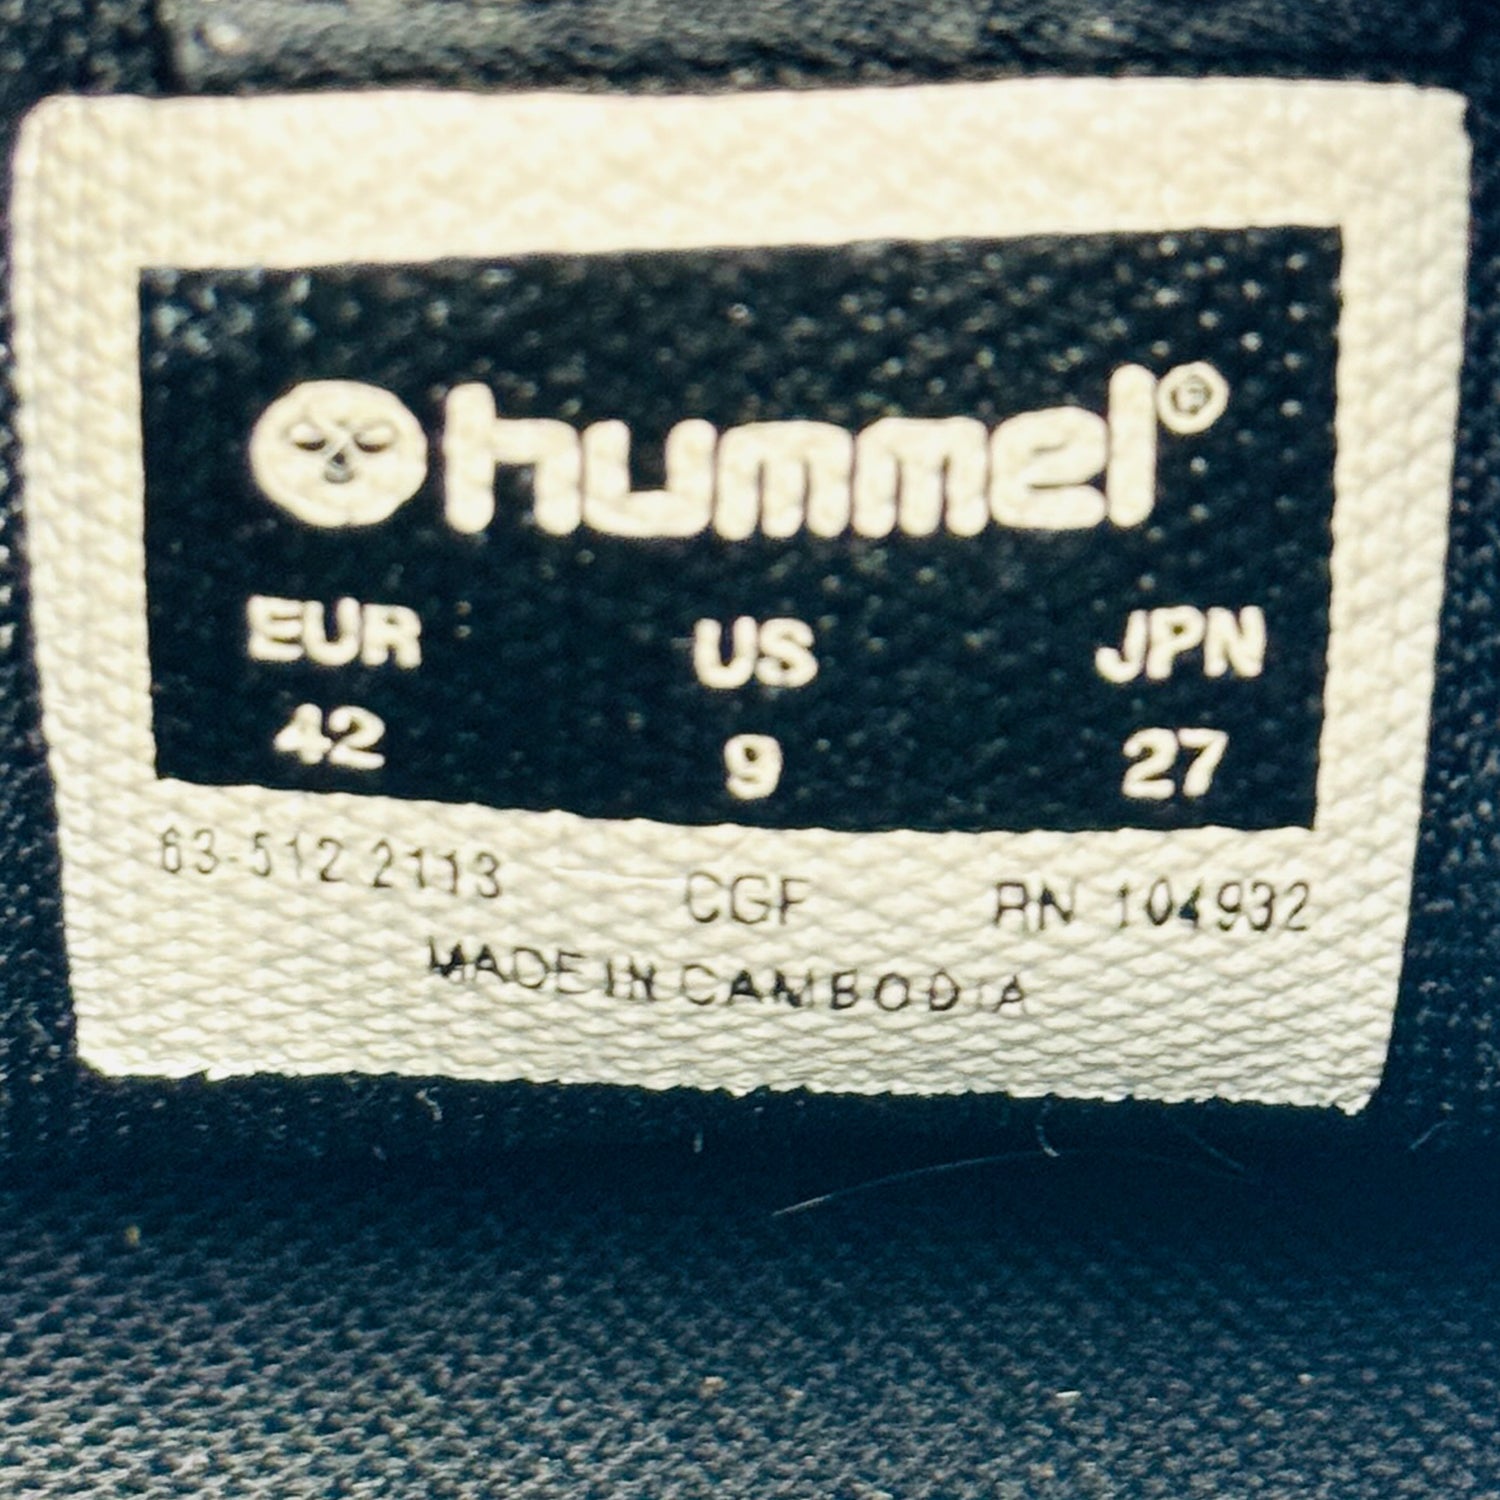 hummel®
EUR US JPN
42 9 27
63-512 2113 CGF RN 104932
MADE IN CAMBODIA